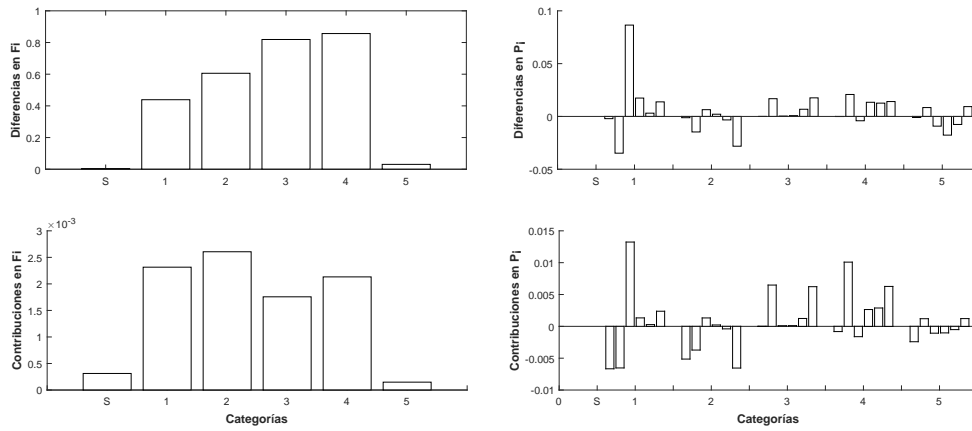 Diferencias en Fi
1
0.8
0.6
0.4
0.2
0
S 1 2 3 4 5
Diferencias en P¡
0.1
0.05
0
-0.05
S 1 2 3 4 5
Contribuciones en Fi
×10-3
3
2.5
2
1.5
1
0.5
0
S 1 2 3 4 5
Categorías
Contribuciones en P¡
0.015
0.01
0.005
0
-0.005
-0.01
0 S 1 2 3 4 5
Categorías